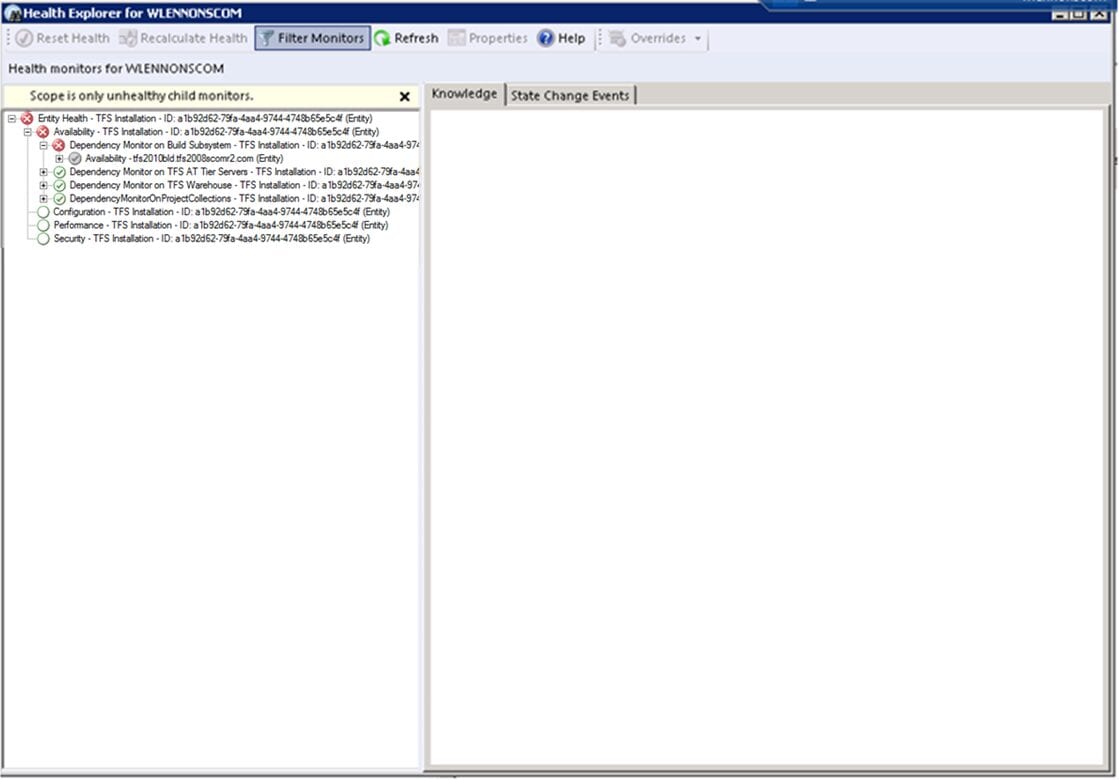 Health Explorer for WLENNONSCOM
Reset Health Recalculate Health Filter Monitors Refresh Properties Help Overrides
Health monitors for WLENNONSCOM
Scope is only unhealthy child monitors.
Knowledge State Change Events
Entity Health - TFS Installation - ID: a1b92d62-79fa-4aa4-9744-4748b65e5c4f (Entity)
Availability - TFS Installation - ID: a1b92d62-79fa-4aa4-9744-4748b65e5c4f (Entity)
Dependency Monitor on Build Subsystem - TFS Installation - ID: a1b92d62-79fa-4aa4-974
Availability - tfs2010bld.tfs2008scomr2.com (Entity)
Dependency Monitor on TFS AT Tier Servers - TFS Installation - ID: a1b92d62-79fa-4aa4
Dependency Monitor on TFS Warehouse - TFS Installation - ID: a1b92d62-79fa-4aa4-97
DependencyMonitorOnProjectCollections - TFS Installation - ID: a1b92d62-79fa-4aa4-97
Configuration - TFS Installation - ID: a1b92d62-79fa-4aa4-9744-4748b65e5c4f (Entity)
Performance - TFS Installation - ID: a1b92d62-79fa-4aa4-9744-4748b65e5c4f (Entity)
Security - TFS Installation - ID: a1b92d62-79fa-4aa4-9744-4748b65e5c4f (Entity)